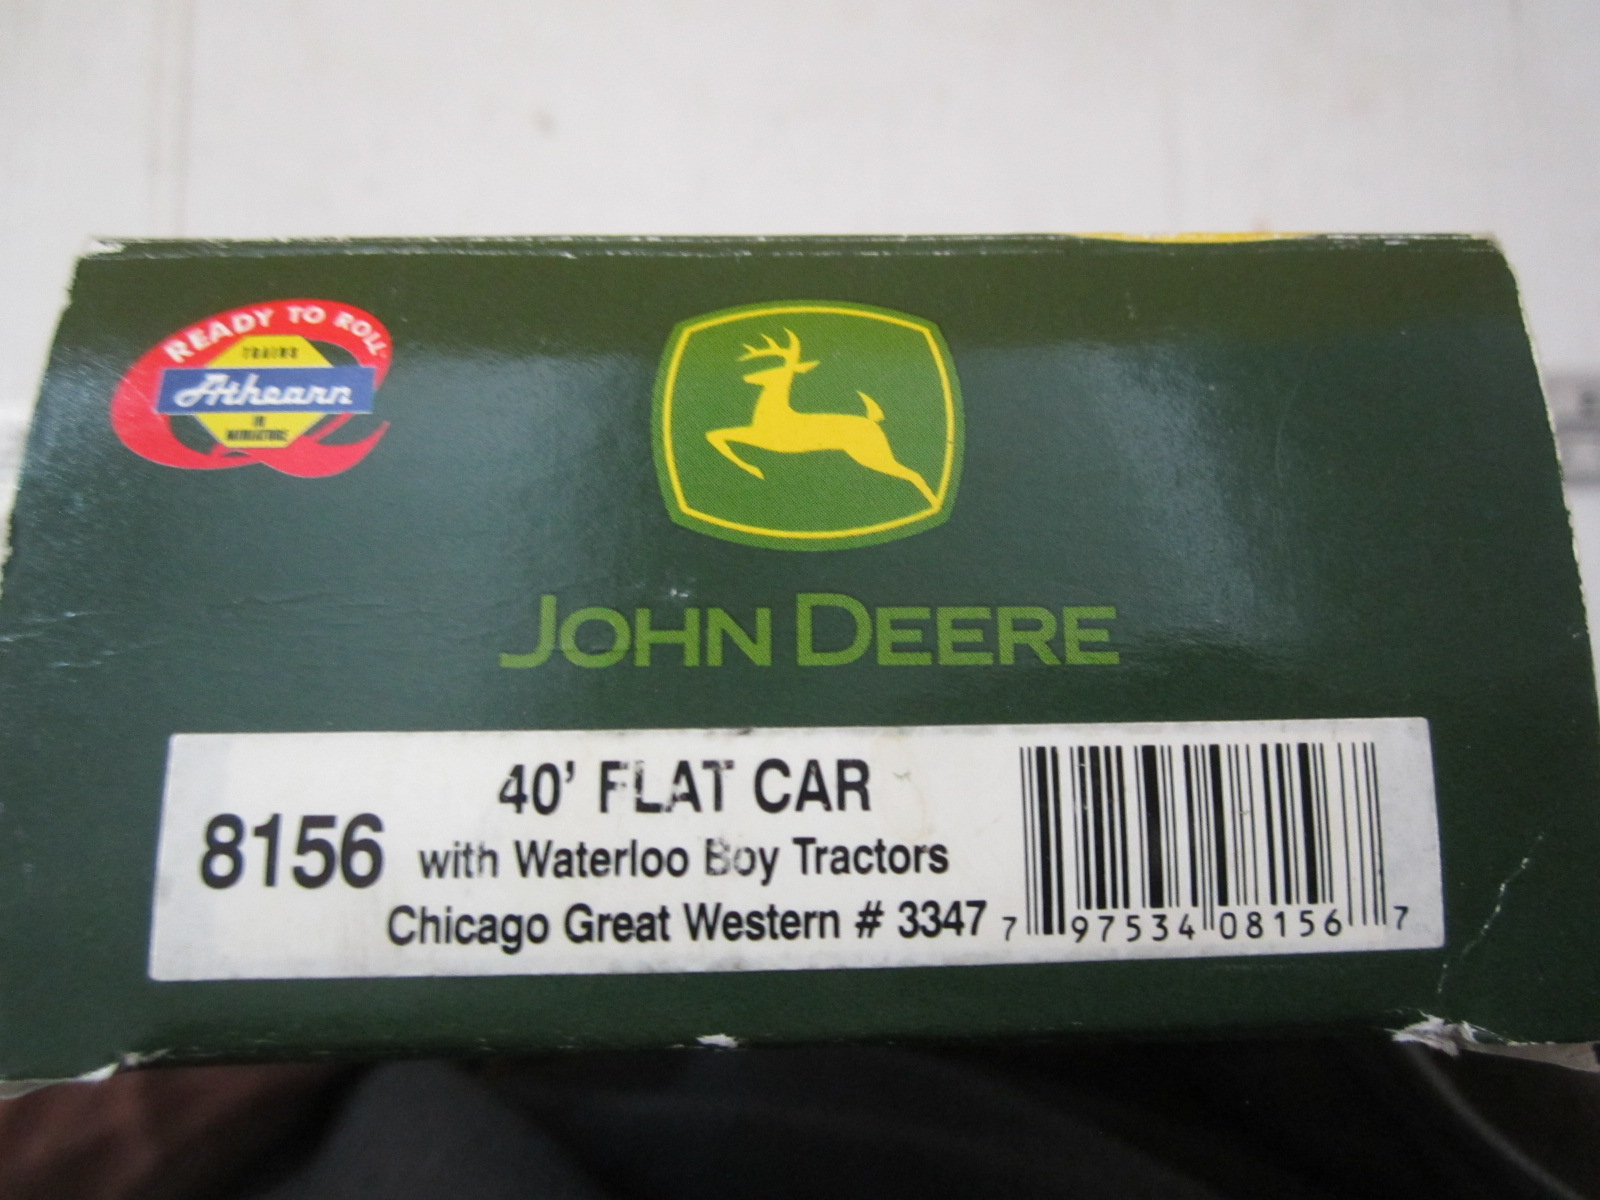 READY TO ROLL
TRAINS
Athearn
IN
MINIATURE
JOHN DEERE
40' FLAT CAR
8156 with Waterloo Boy Tractors
Chicago Great Western # 3347
7 97534 08156 7